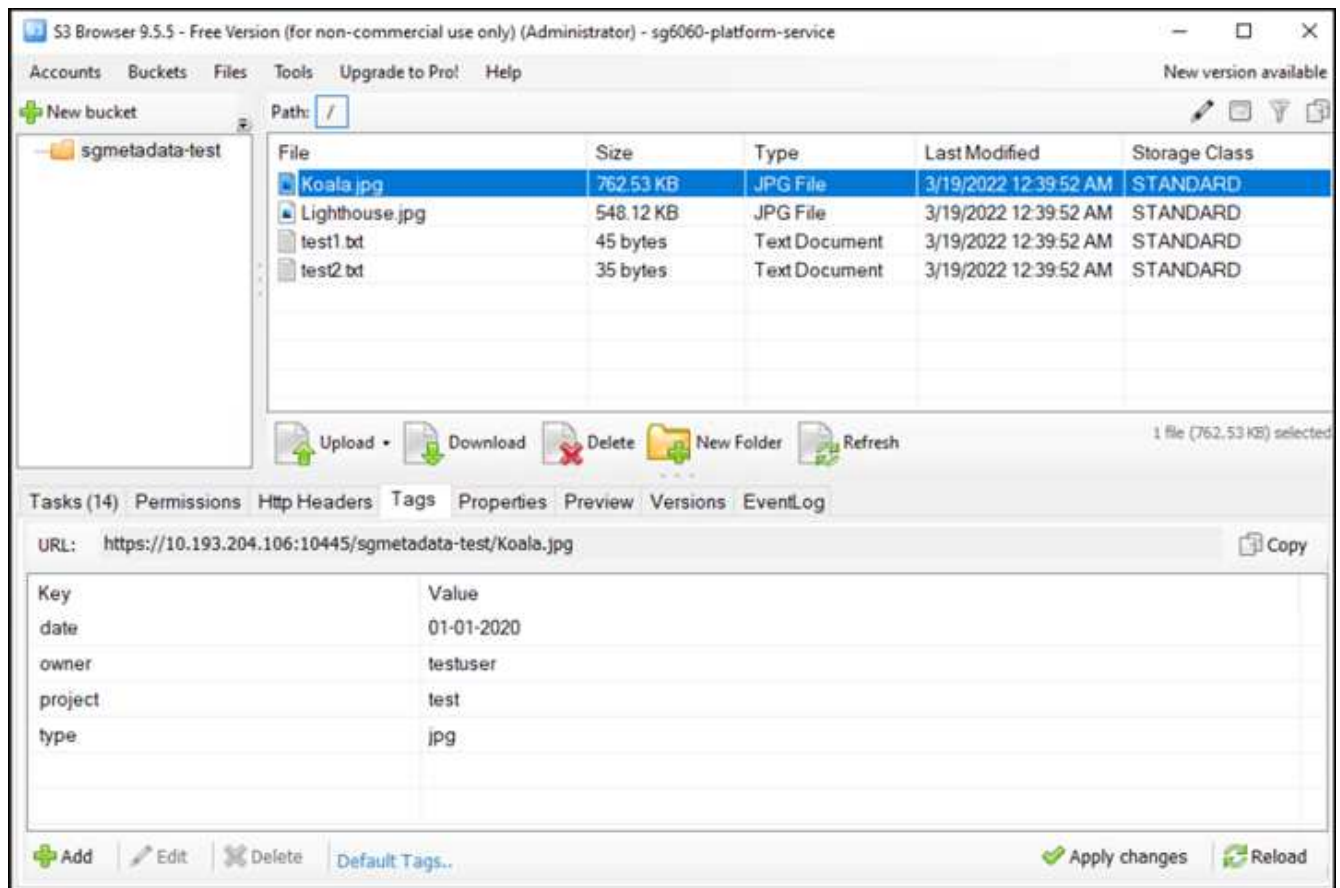 S3 Browser 9.5.5 - Free Version (for non-commercial use only) (Administrator) - sg6060-platform-service
Accounts Buckets Files Tools Upgrade to Pro! Help New version available
New bucket Path: /
sgmetadata-test
File Size Type Last Modified Storage Class
Koala.jpg 762.53 KB JPG File 3/19/2022 12:39:52 AM STANDARD
Lighthouse.jpg 548.12 KB JPG File 3/19/2022 12:39:52 AM STANDARD
test1.txt 45 bytes Text Document 3/19/2022 12:39:52 AM STANDARD
test2.txt 35 bytes Text Document 3/19/2022 12:39:52 AM STANDARD
Upload Download Delete New Folder Refresh 1 file (762.53 KB) selected
Tasks (14) Permissions Http Headers Tags Properties Preview Versions EventLog
URL: https://10.193.204.106:10445/sgmetadata-test/Koala.jpg Copy
Key Value
date 01-01-2020
owner testuser
project test
type jpg
Add Edit Delete Default Tags.. Apply changes Reload